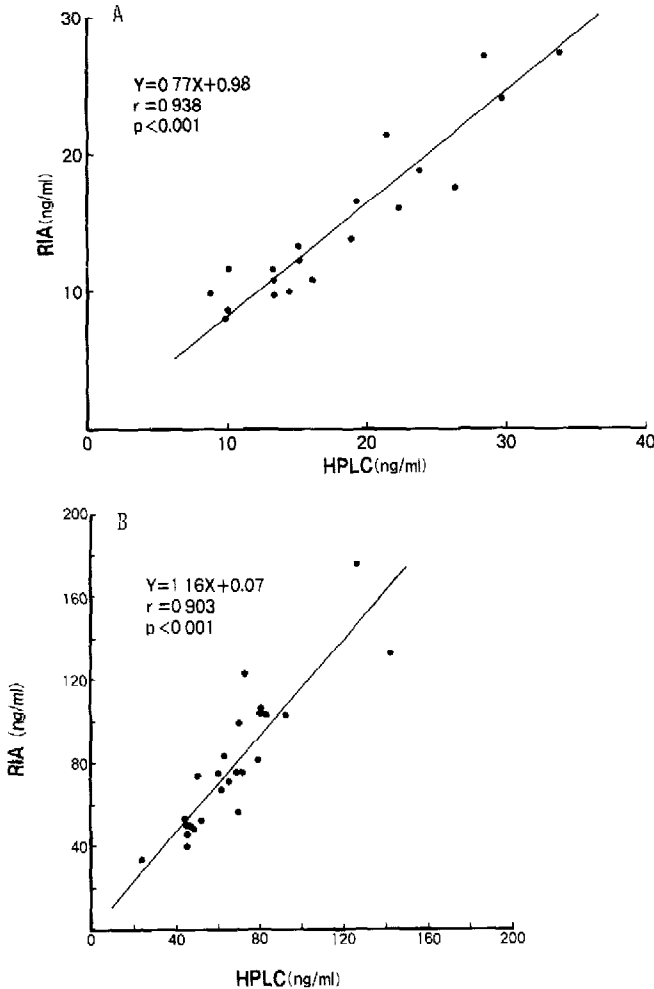 A
30
Y=0 77X+0.98
r =0 938
p<0.001
20
RIA(ng/ml)
10
0
0 10 20 30 40
HPLC(ng/ml)
200
B
Y=1 16X+0.07
r =0 903
p<0 001
160
120
RIA (ng/ml)
80
40
0 40 80 120 160 200
HPLC(ng/ml)